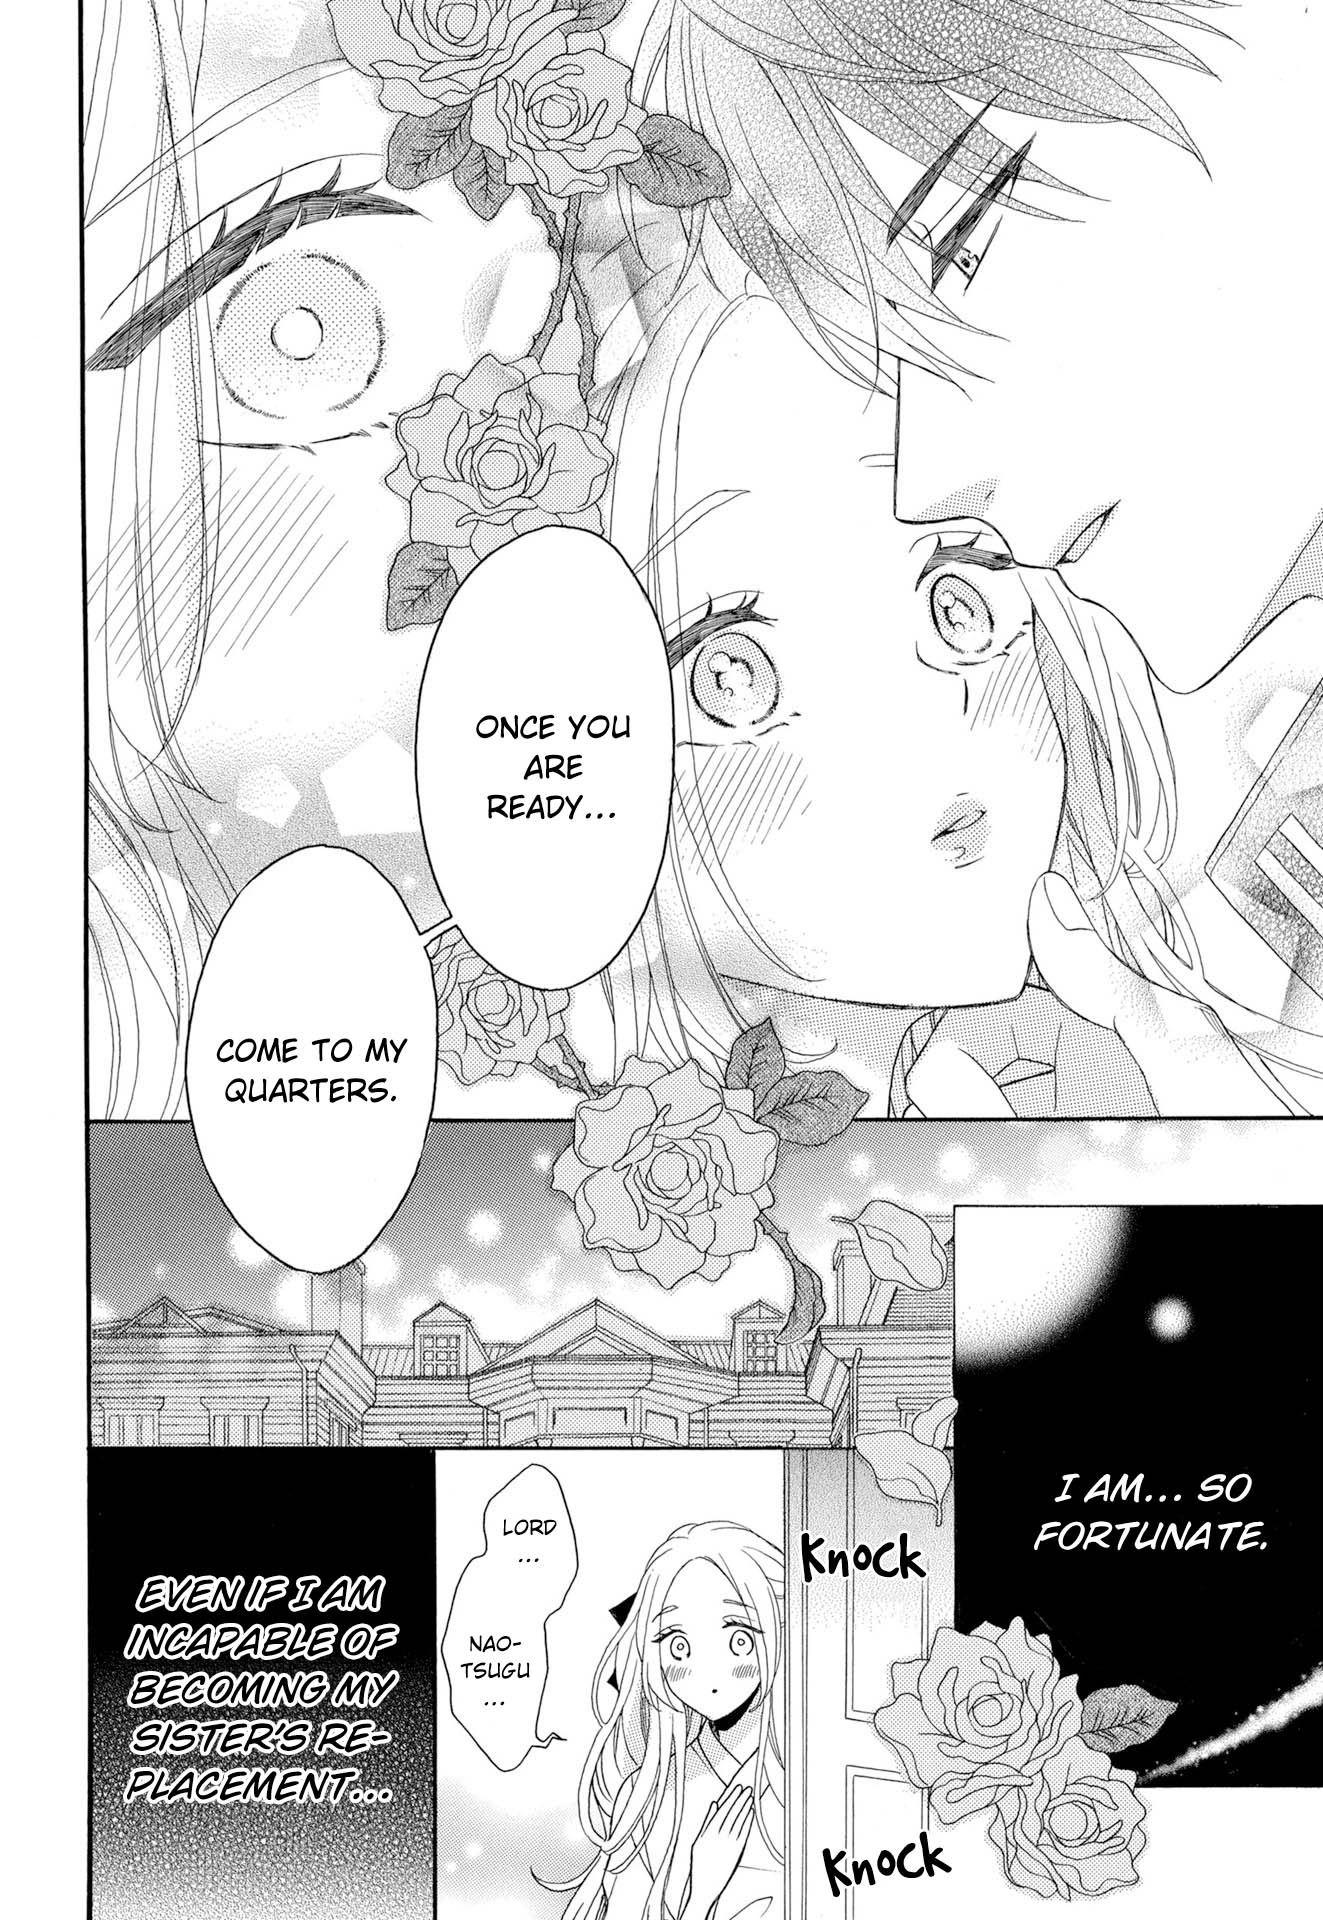 ONCE YOU
ARE
READY...
COME TO MY
QUARTERS.
I AM... SO
FORTUNATE.
Knock
Knock
LORD
...
NAO-
TSUGU
...
EVEN IF I AM
INCAPABLE OF
BECOMING MY
SISTER'S RE-
PLACEMENT...